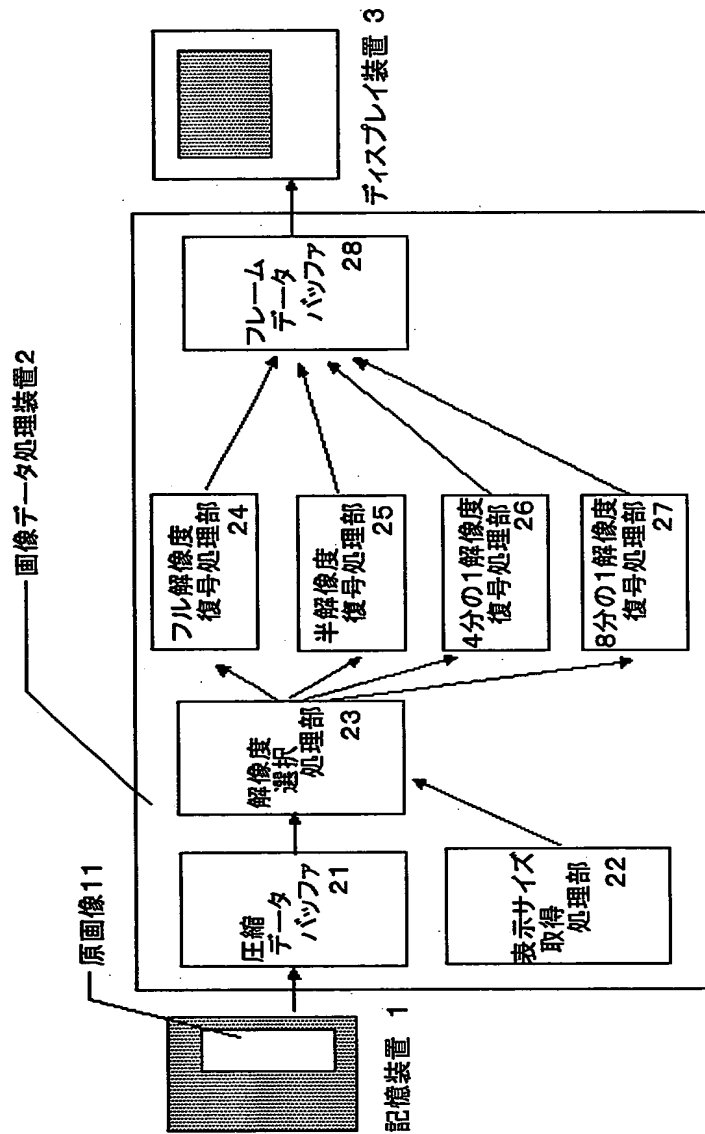 原画像11
画像データ処理装置2
記憶装置 1
圧縮
データ
バッファ
21
表示サイズ
取得
処理部
22
解像度
選択
処理部
23
フル解像度
復号処理部
24
半解像度
復号処理部
25
4分の1解像度
復号処理部
26
8分の1解像度
復号処理部
27
フレーム
データ
バッファ
28
ディスプレイ装置 3